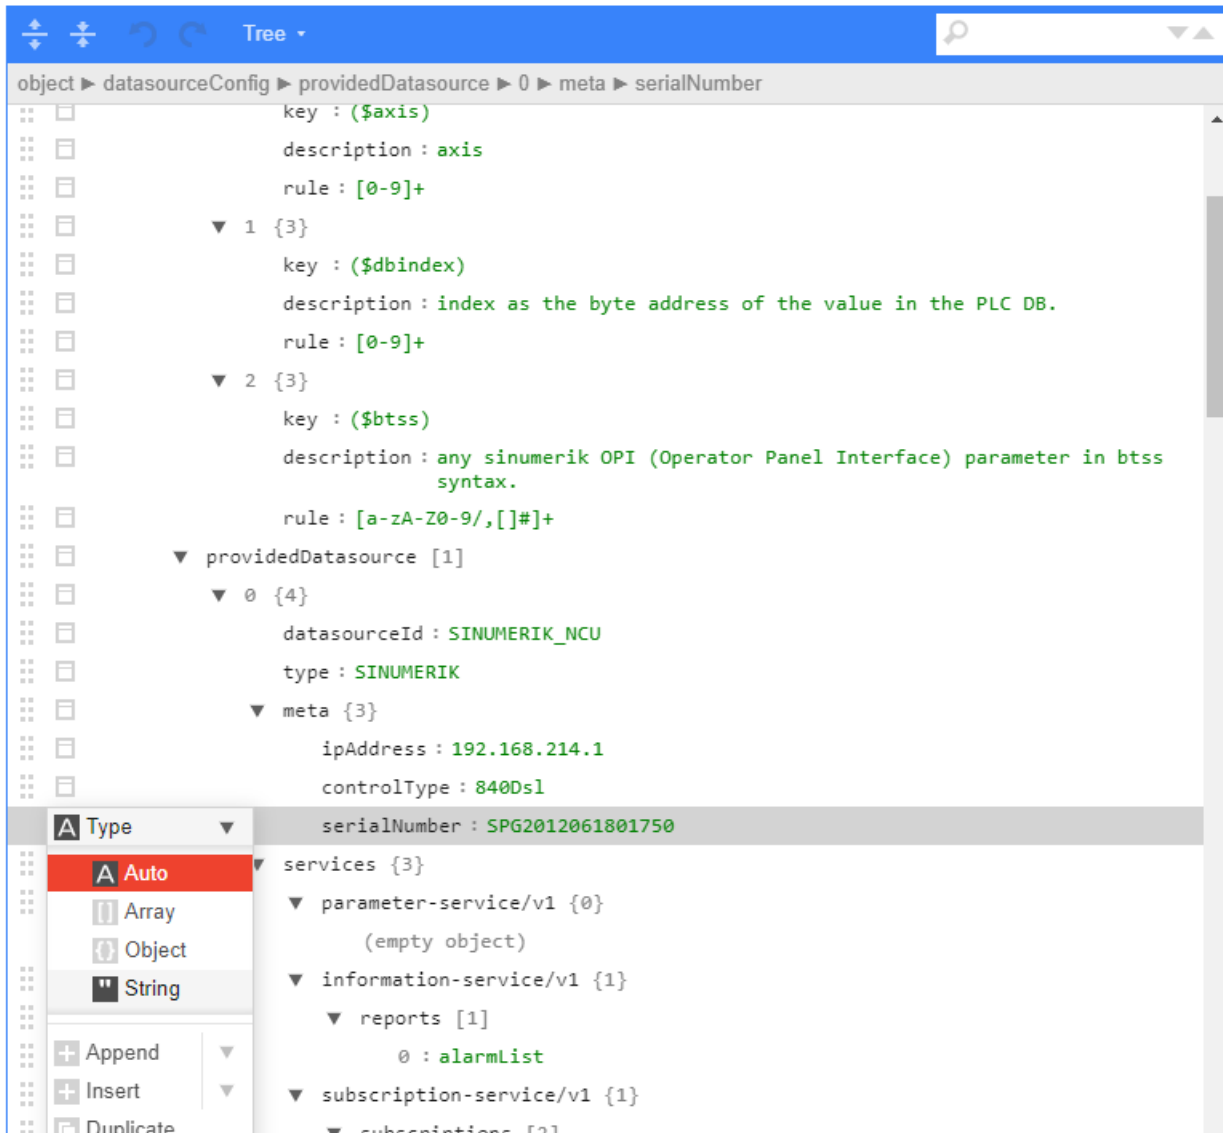 Tree
object ► datasourceConfig ► providedDatasource ► 0 ► meta ► serialNumber
key : ($axis)
description : axis
rule : [0-9]+
▼ 1 {3}
key : ($dbindex)
description : index as the byte address of the value in the PLC DB.
rule : [0-9]+
▼ 2 {3}
key : ($btss)
description : any sinumerik OPI (Operator Panel Interface) parameter in btss
syntax.
rule : [a-zA-Z0-9/,[]#]+
▼ providedDatasource [1]
▼ 0 {4}
datasourceId : SINUMERIK_NCU
type : SINUMERIK
▼ meta {3}
ipAddress : 192.168.214.1
controlType : 840Dsl
Type ▼
serialNumber : SPG2012061801750
Auto
▼ services {3}
Array
▼ parameter-service/v1 {0}
Object
(empty object)
String
▼ information-service/v1 {1}
▼ reports [1]
Append
0 : alarmList
Insert
▼ subscription-service/v1 {1}
Duplicate
▼ subscriptions [2]